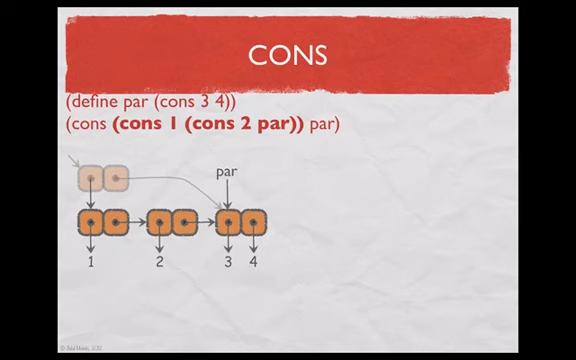 CONS
(define par (cons 3 4))
(cons (cons 1 (cons 2 par)) par)
par
1 2 3 4